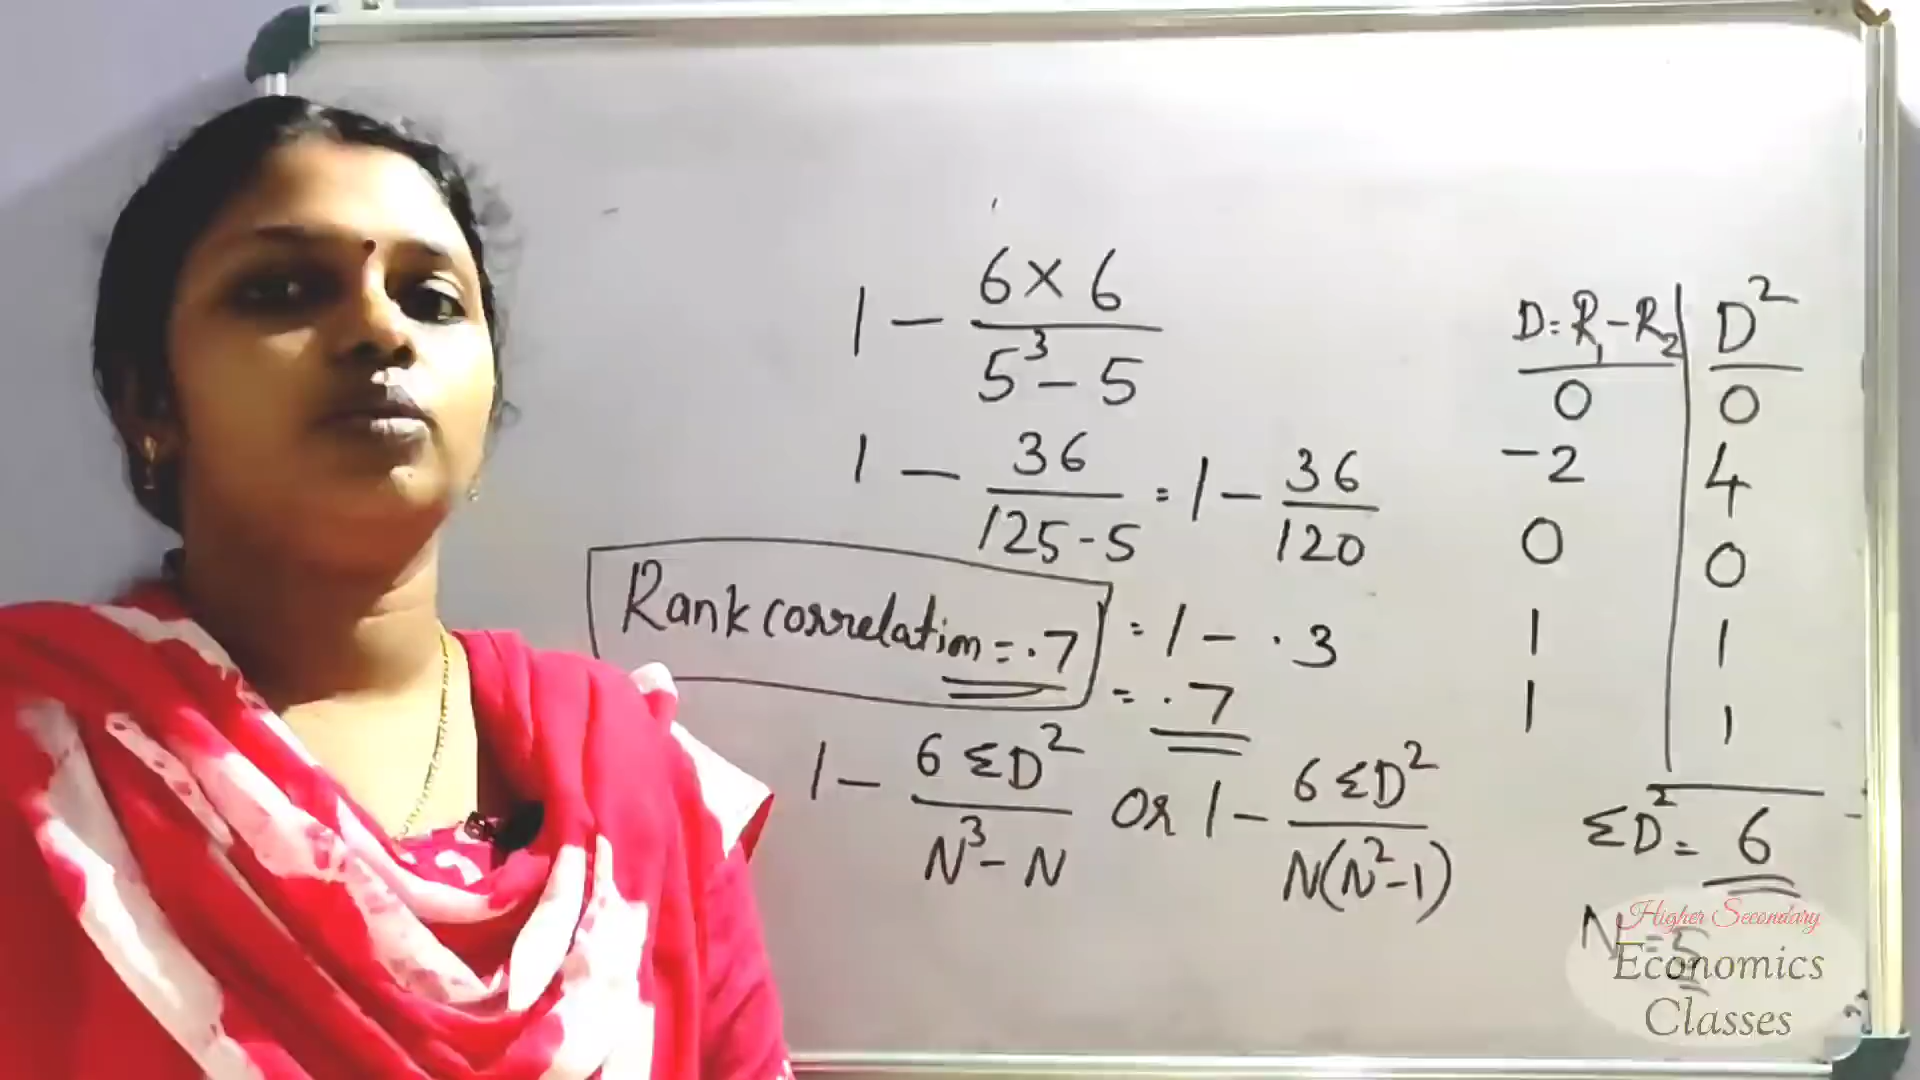 1 - 6 × 6 / 5³ - 5
1 - 36 / 125 - 5 = 1 - 36 / 120
Rank correlation = .7
= 1 - .3
= .7
1 - 6 ΣD² / N³ - N or 1 - 6 ΣD² / N(N² - 1)
D = R₁ - R₂ | D²
0 | 0
-2 | 4
0 | 0
1 | 1
1 | 1
ΣD² = 6
N = 5
Higher Secondary
Economics
Classes